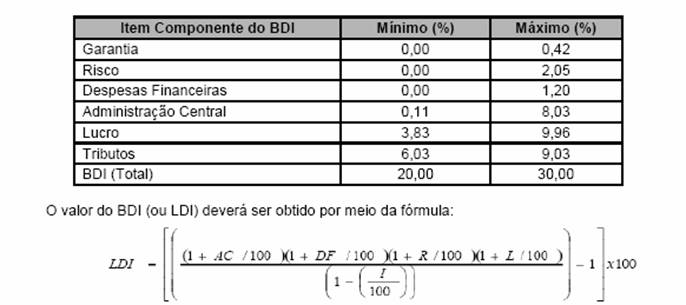 Item Componente do BDI Mínimo (%) Máximo (%)
Garantia 0,00 0,42
Risco 0,00 2,05
Despesas Financeiras 0,00 1,20
Administração Central 0,11 8,03
Lucro 3,83 9,96
Tributos 6,03 9,03
BDI (Total) 20,00 30,00
O valor do BDI (ou LDI) deverá ser obtido por meio da fórmula:
LDI = [((1 + AC /100 )(1 + DF /100 )(1 + R /100 )(1 + L /100 ) / (1 − (I / 100))) − 1] x100